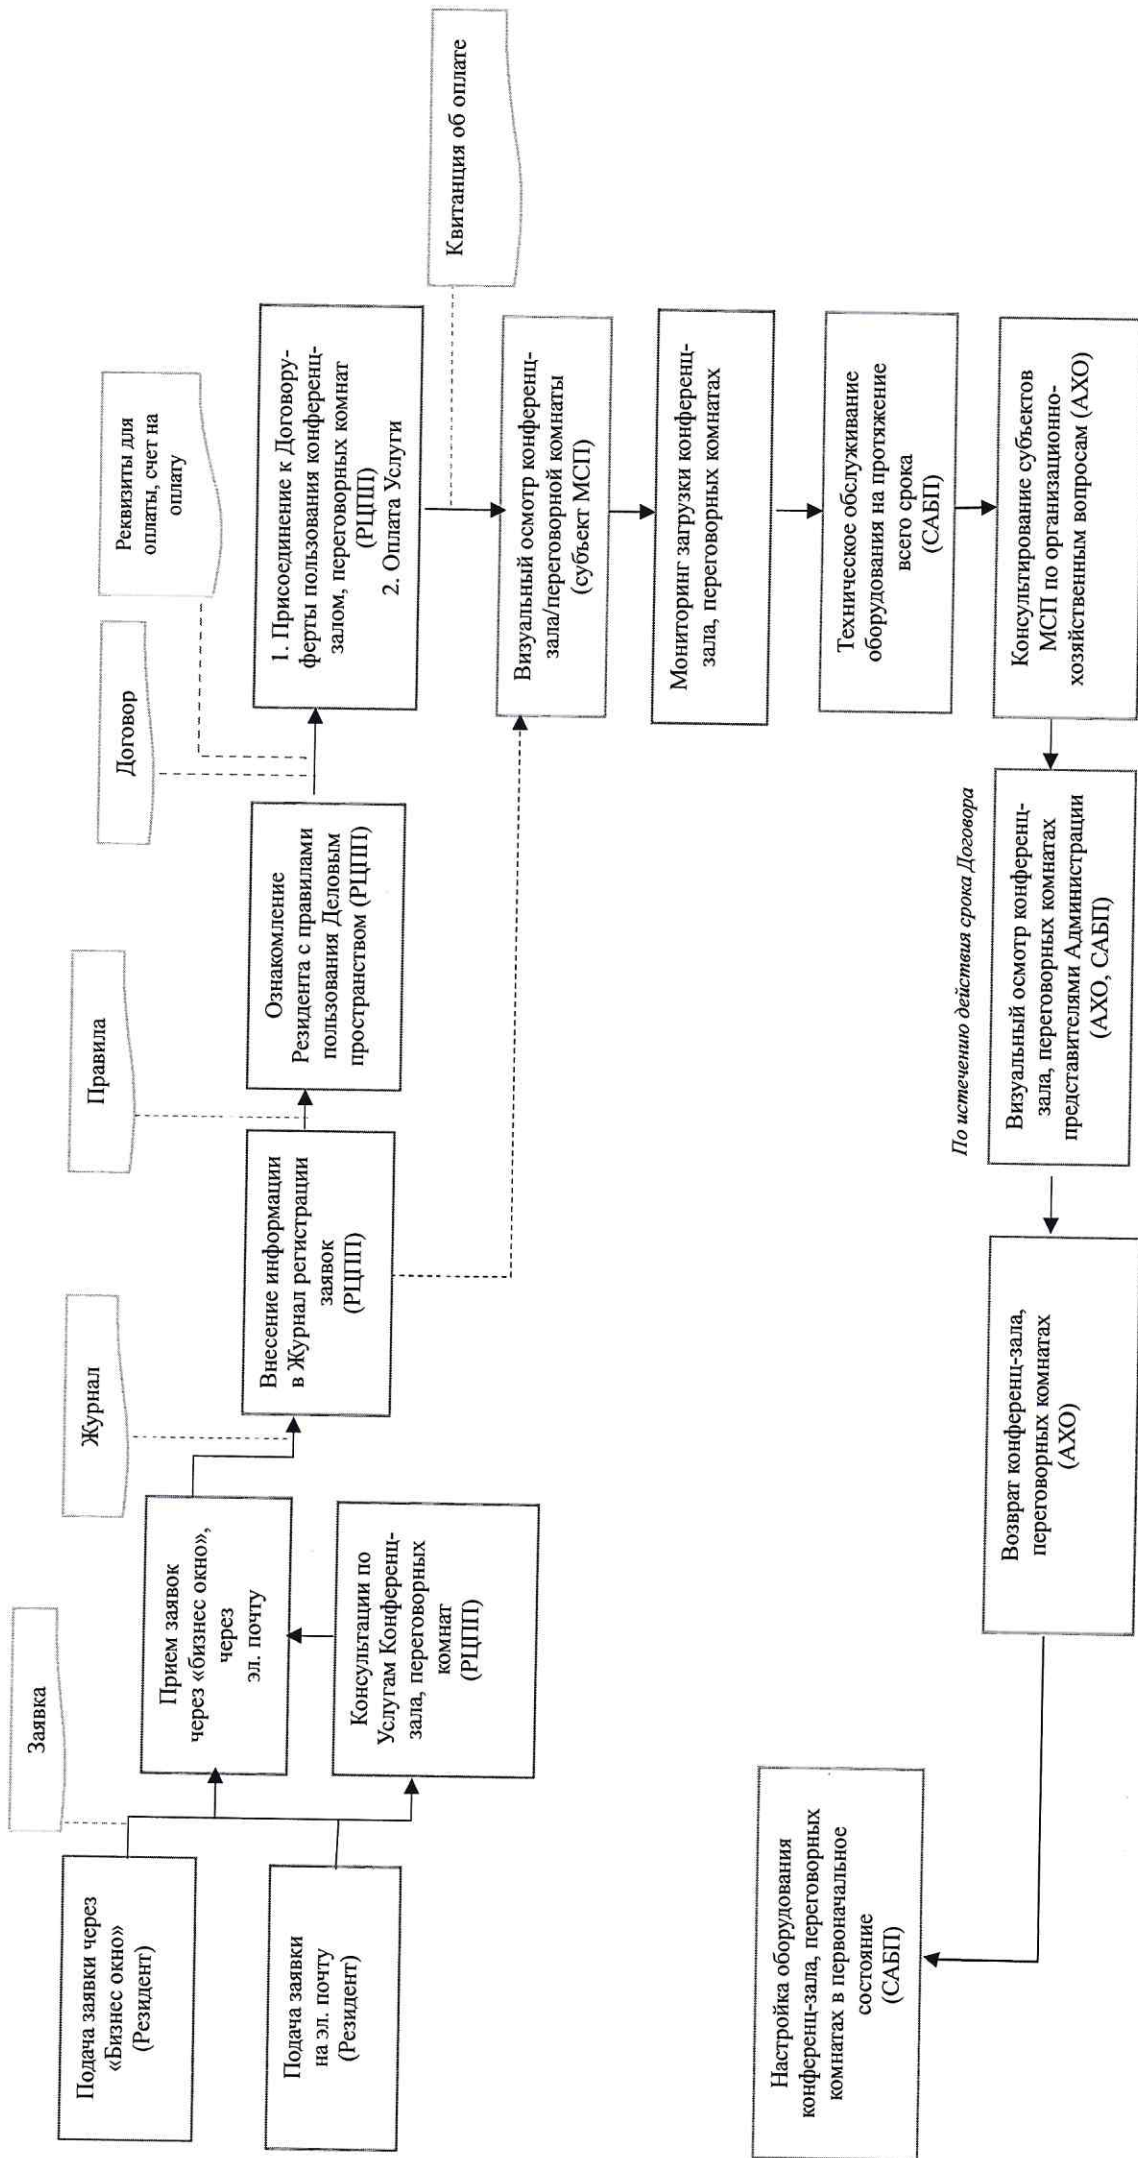 Заявка
Журнал
Правила
Договор
Реквизиты для
оплаты, счет на
оплату
Квитанция об оплате
Подача заявки через
«Бизнес окно»
(Резидент)
Подача заявки
на эл. почту
(Резидент)
Прием заявок
через «бизнес окно»,
через
эл. почту
Консультации по
Услугам Конференц-
зала, переговорных
комнат
(РЦПП)
Внесение информации
в Журнал регистрации
заявок
(РЦПП)
Ознакомление
Резидента с правилами
пользования Деловым
пространством (РЦПП)
1. Присоединение к Договору-
ферты пользования конференц-
залом, переговорных комнат
(РЦПП)
2. Оплата Услуги
Визуальный осмотр конференц-
зала/переговорной комнаты
(субъект МСП)
Мониторинг загрузки конференц-
зала, переговорных комнатах
Техническое обслуживание
оборудования на протяжение
всего срока
(САБП)
Консультирование субъектов
МСП по организационно-
хозяйственным вопросам (АХО)
По истечению действия срока Договора
Визуальный осмотр конференц-
зала, переговорных комнатах
представителями Администрации
(АХО, САБП)
Возврат конференц-зала,
переговорных комнатах
(АХО)
Настройка оборудования
конференц-зала, переговорных
комнатах в первоначальное
состояние
(САБП)